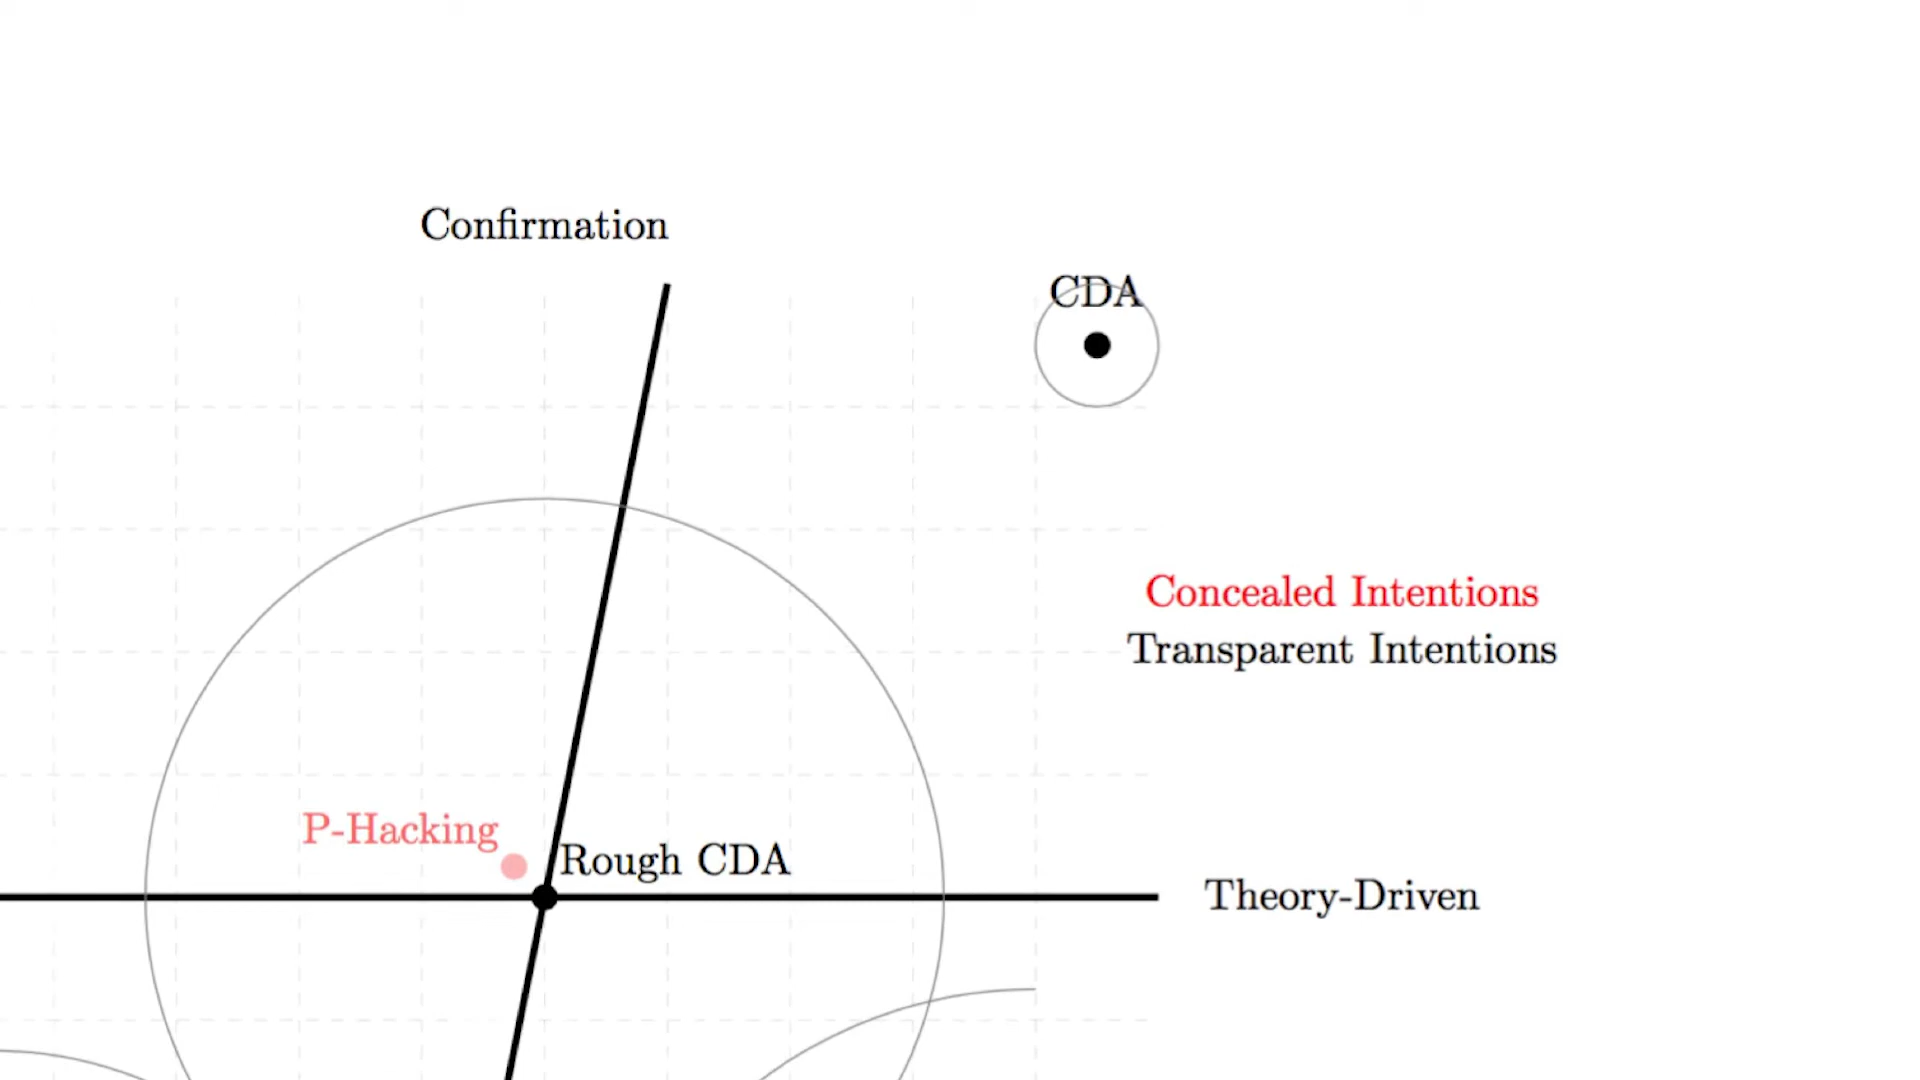 Confirmation
CDA
Concealed Intentions
Transparent Intentions
P-Hacking
Rough CDA
Theory-Driven